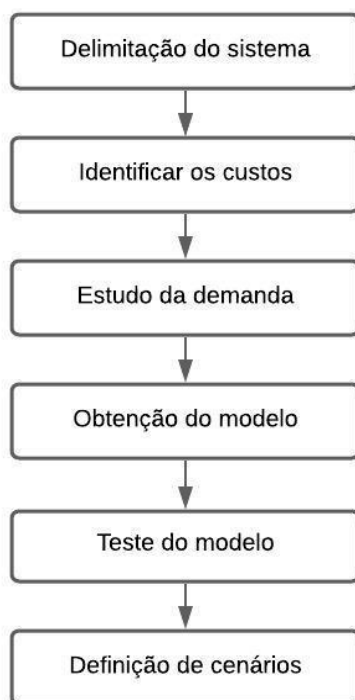 Delimitação do sistema
Identificar os custos
Estudo da demanda
Obtenção do modelo
Teste do modelo
Definição de cenários